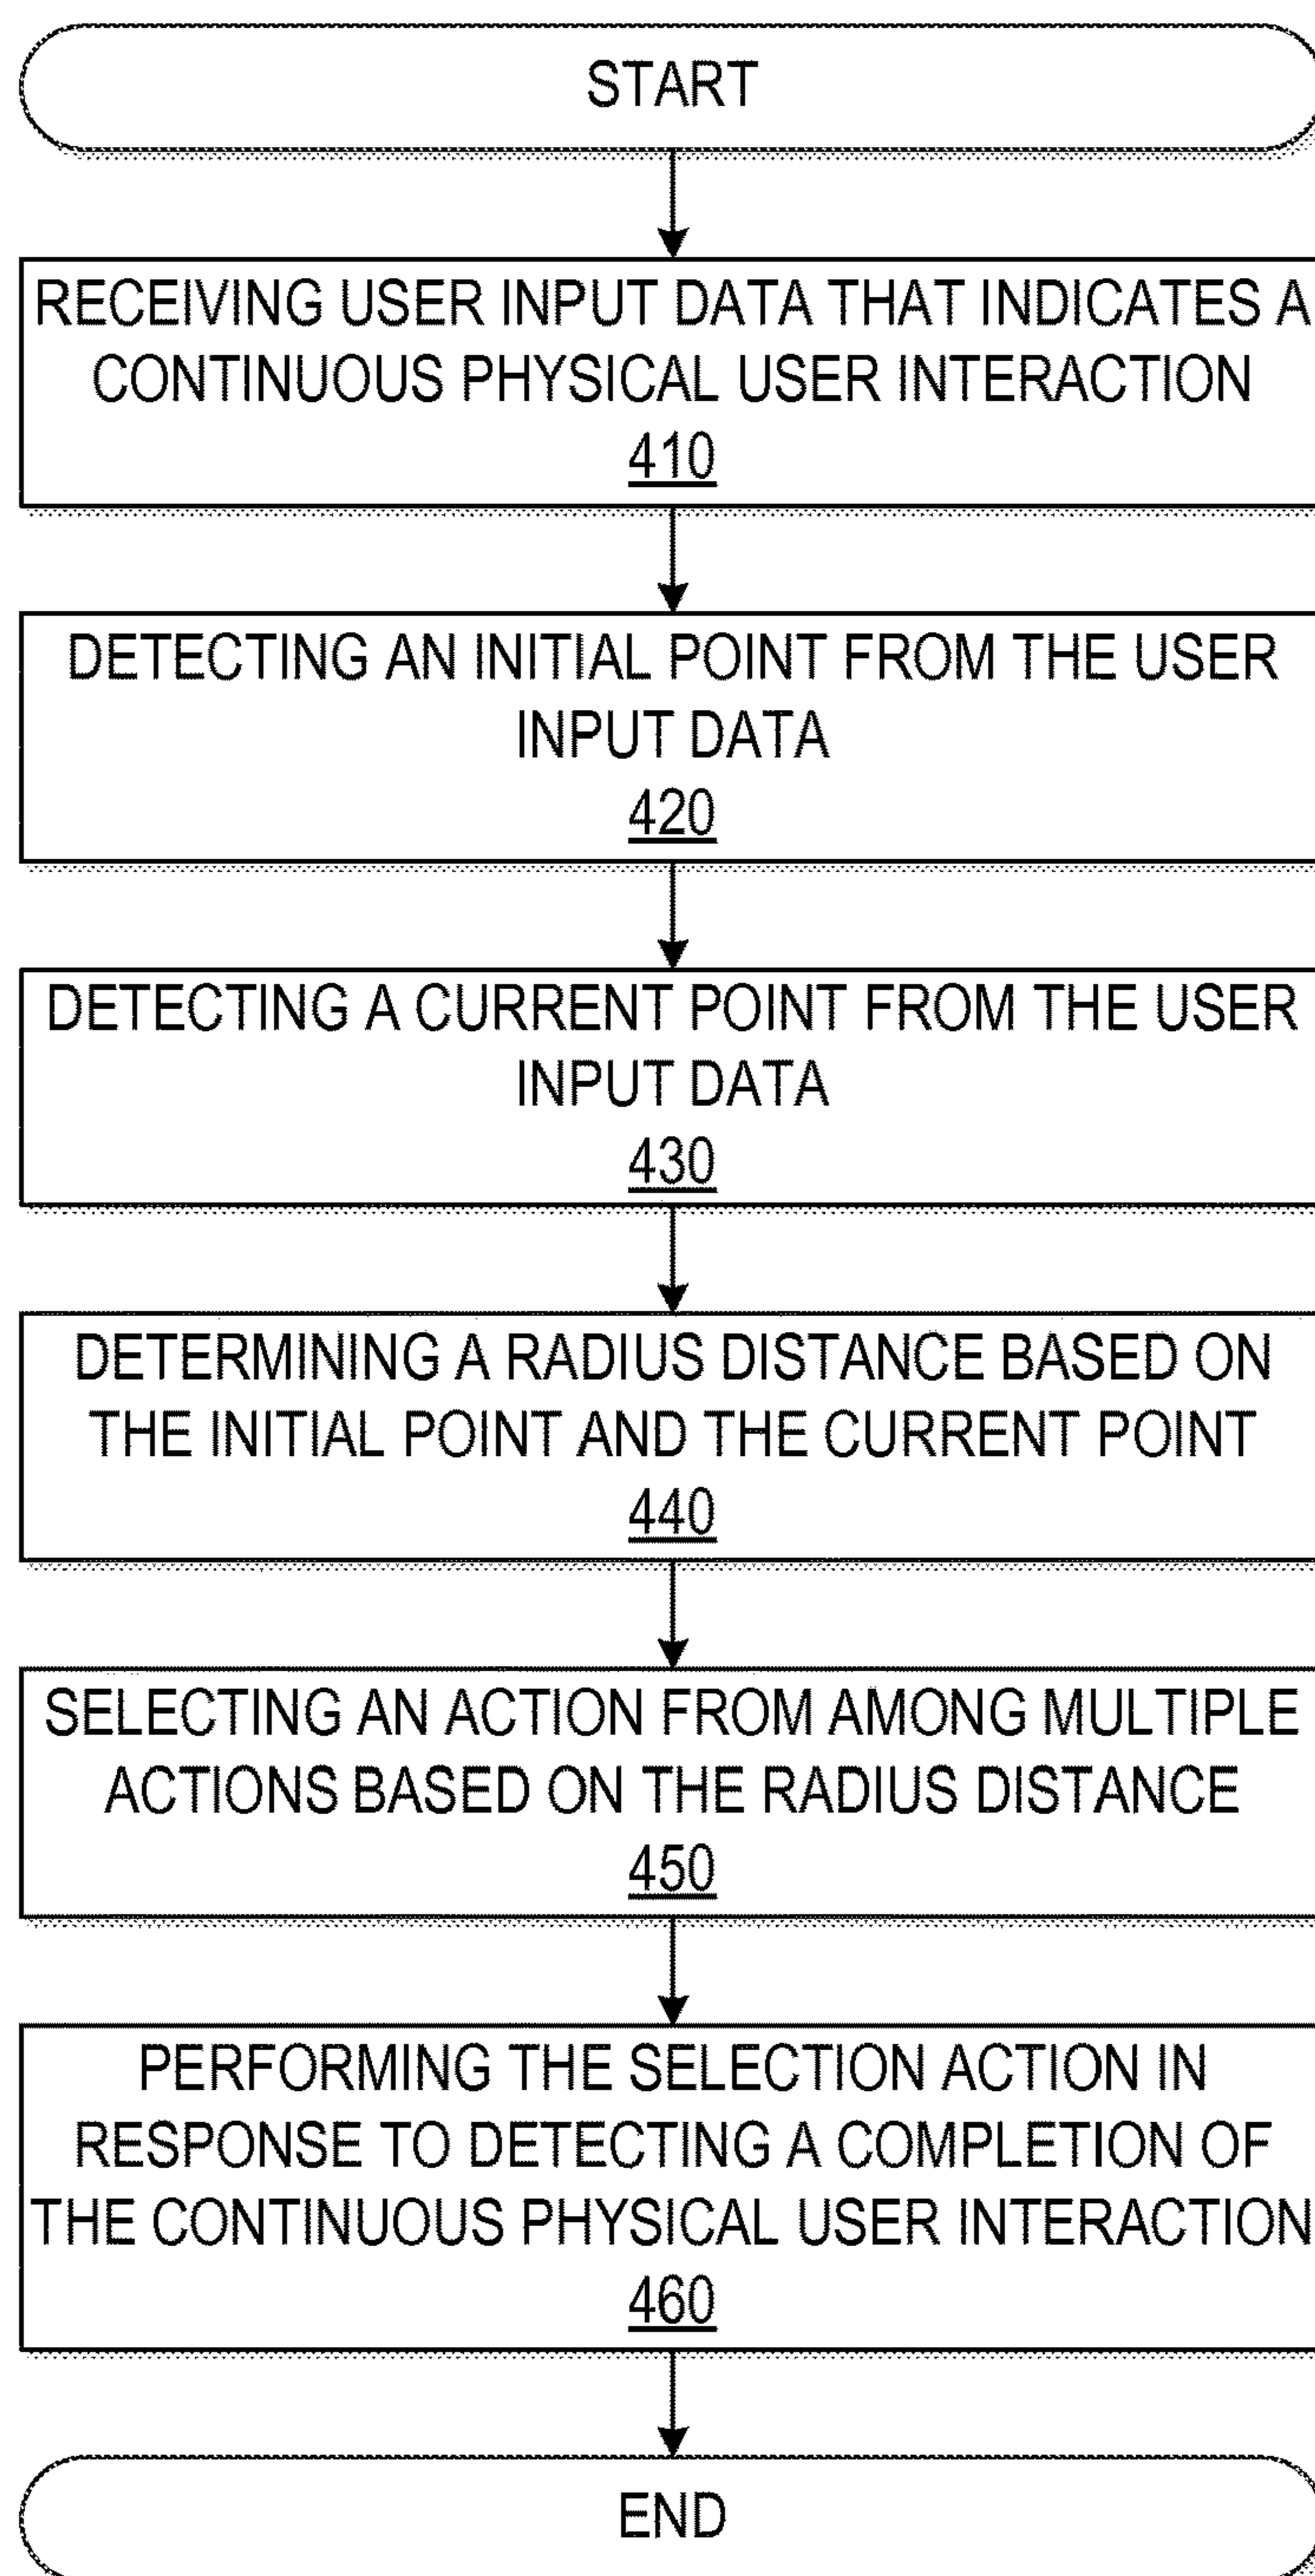 START
RECEIVING USER INPUT DATA THAT INDICATES A
CONTINUOUS PHYSICAL USER INTERACTION
410
DETECTING AN INITIAL POINT FROM THE USER
INPUT DATA
420
DETECTING A CURRENT POINT FROM THE USER
INPUT DATA
430
DETERMINING A RADIUS DISTANCE BASED ON
THE INITIAL POINT AND THE CURRENT POINT
440
SELECTING AN ACTION FROM AMONG MULTIPLE
ACTIONS BASED ON THE RADIUS DISTANCE
450
PERFORMING THE SELECTION ACTION IN
RESPONSE TO DETECTING A COMPLETION OF
THE CONTINUOUS PHYSICAL USER INTERACTION
460
END